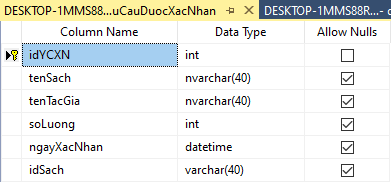 DESKTOP-1MMS88...uCauDuocXacNhan DESKTOP-1MMS88R...
Column Name Data Type Allow Nulls
idYCXN int
tenSach nvarchar(40)
tenTacGia nvarchar(40)
soLuong int
ngayXacNhan datetime
idSach varchar(40)